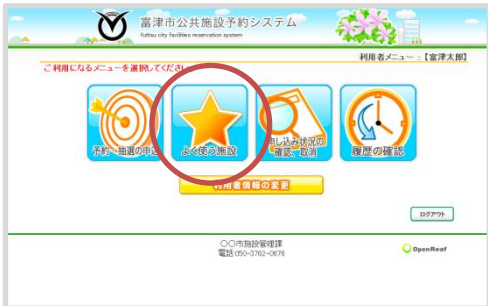 富津市公共施設予約システム
futtsu city facilities reservation system
利用者メニュー :: 【富津太郎】
ご利用になるメニューを選択してください
予約・抽選の申込
よく使う施設
申し込み状況の
確認、取消
履歴の確認
利用者情報の変更
ログアウト
〇〇市施設管理課
電話:050-3762-0676
OpenReaf